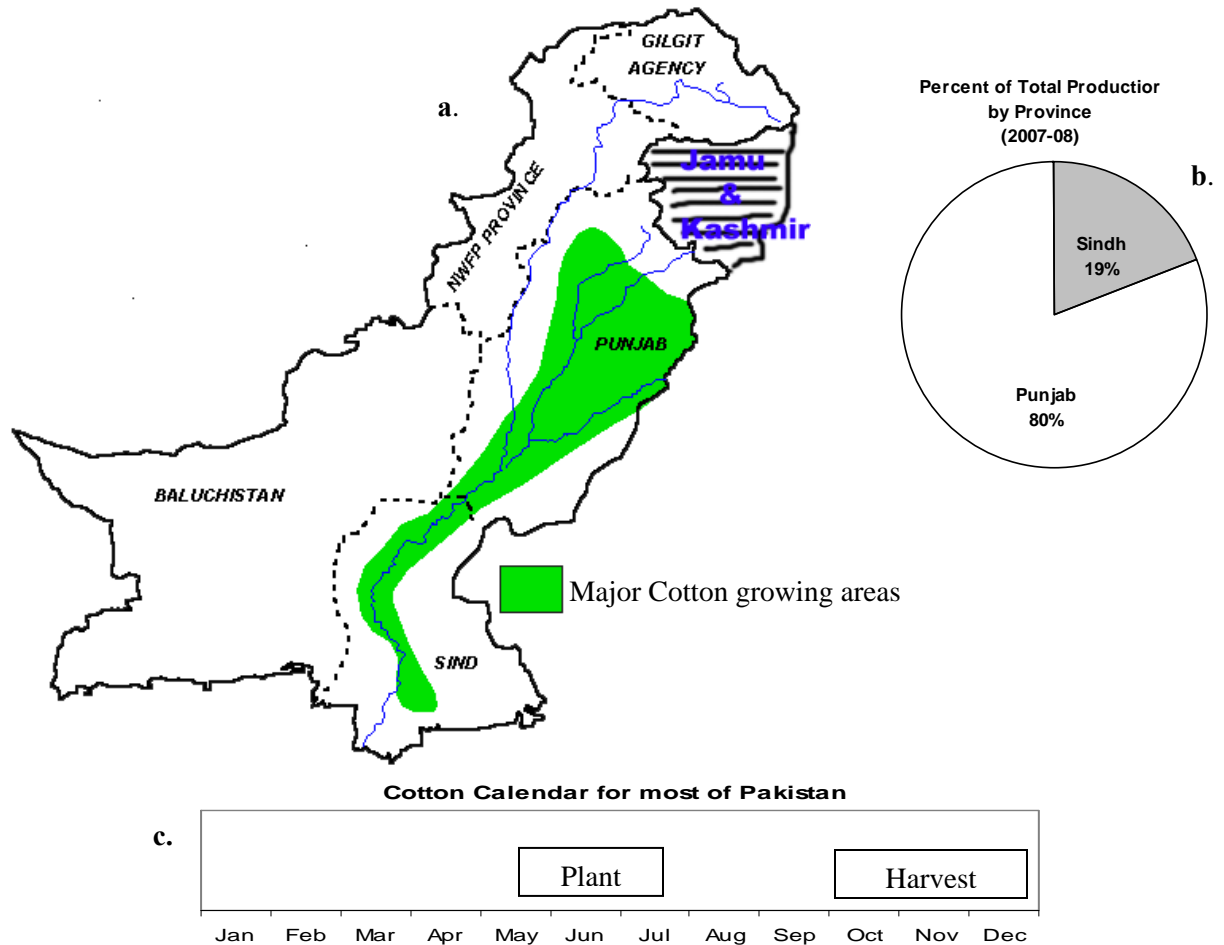 GILGIT
AGENCY
a.
NWFP PROVINCE
Jamu
&
Kashmir
PUNJAB
BALUCHISTAN
SIND
Major Cotton growing areas
Percent of Total Productior
by Province
(2007-08)
b.
Sindh
19%
Punjab
80%
Cotton Calendar for most of Pakistan
c.
Plant
Harvest
Jan Feb Mar Apr May Jun Jul Aug Sep Oct Nov Dec